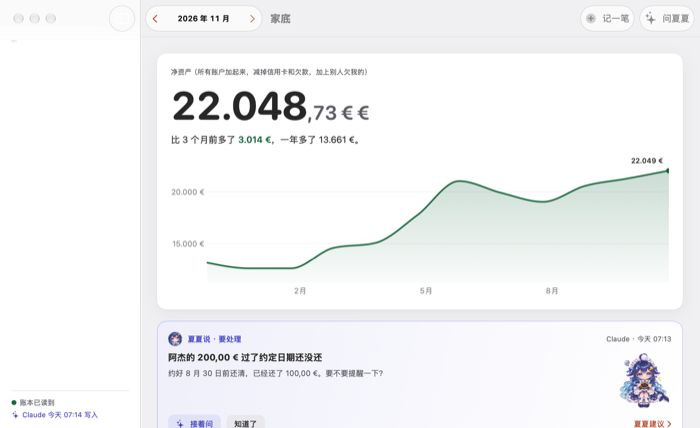 2026 年 11 月
家底
记一笔
问夏夏
净资产（所有账户加起来，减掉信用卡和欠款，加上别人欠我的）
22.048,73 € €
比 3 个月前多了 3.014 €，一年多了 13.661 €。
22.049 €
20.000 €
15.000 €
2月
5月
8月
夏夏说 · 要处理
Claude · 今天 07:13
阿杰的 200,00 € 过了约定日期还没还
约好 8 月 30 日前还清，已经还了 100,00 €。要不要提醒一下？
接着问
知道了
夏夏建议
账本已读到
Claude 今天 07:14 写入